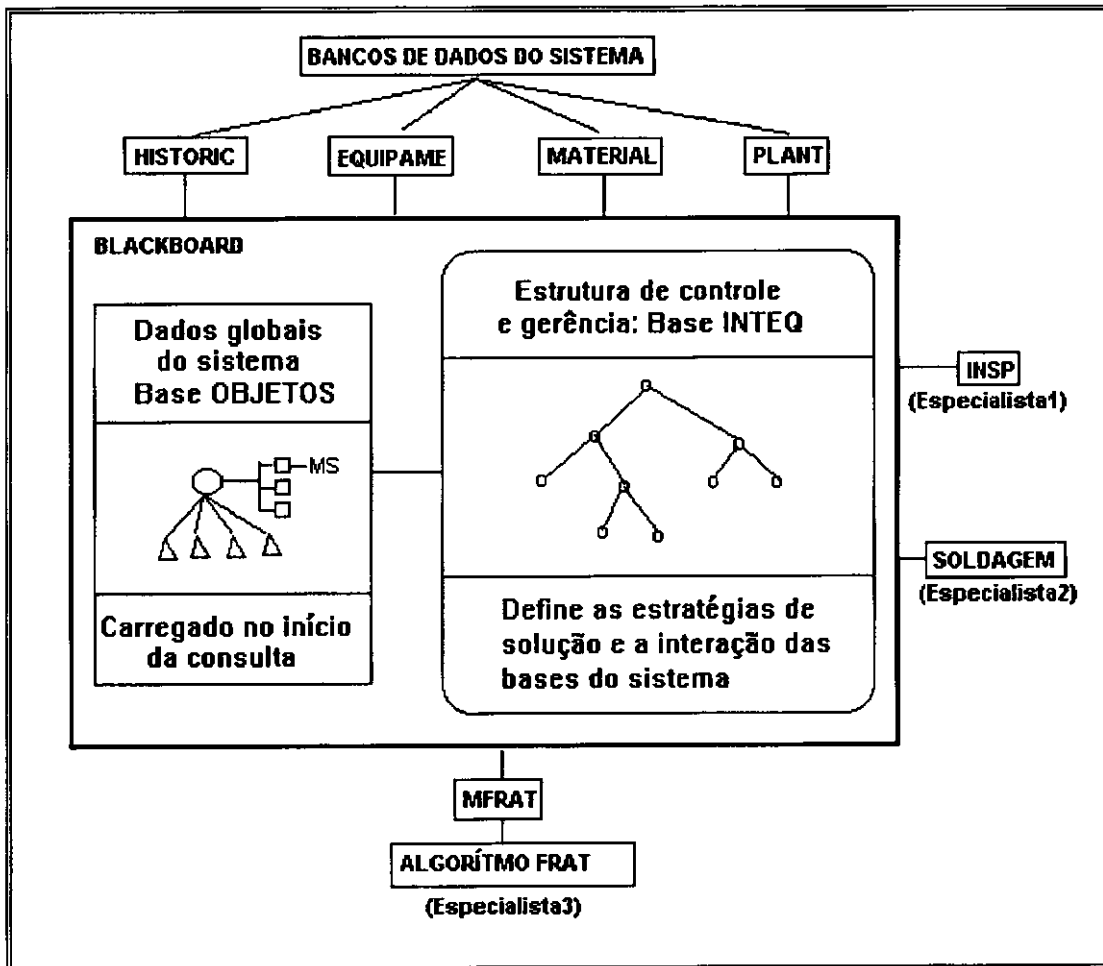 BANCOS DE DADOS DO SISTEMA
HISTORIC
EQUIPAME
MATERIAL
PLANT
BLACKBOARD
Dados globais
do sistema
Base OBJETOS
MS
Carregado no início
da consulta
Estrutura de controle
e gerência: Base INTEQ
Define as estratégias de
solução e a interação das
bases do sistema
INSP
(Especialista1)
SOLDAGEM
(Especialista2)
MFRAT
ALGORÍTMO FRAT
(Especialista3)